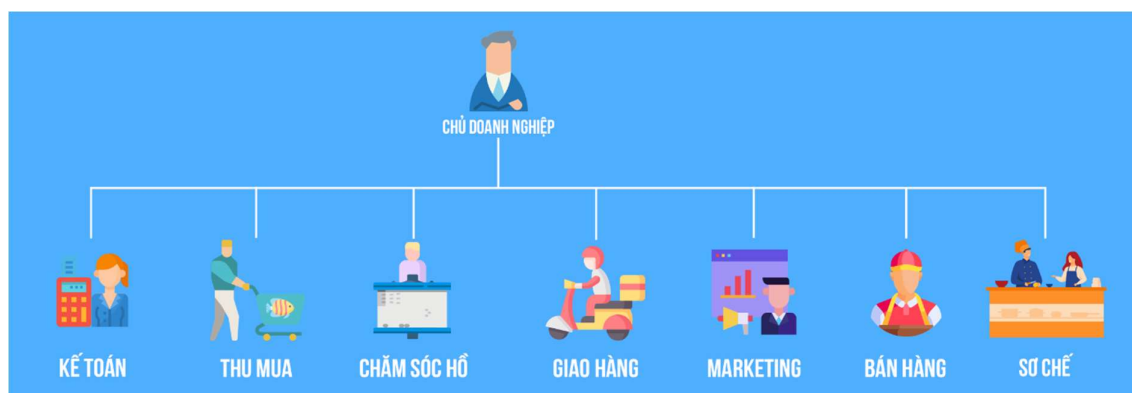 CHỦ DOANH NGHIỆP
KẾ TOÁN
THU MUA
CHĂM SÓC HỒ
GIAO HÀNG
MARKETING
BÁN HÀNG
SƠ CHẾ